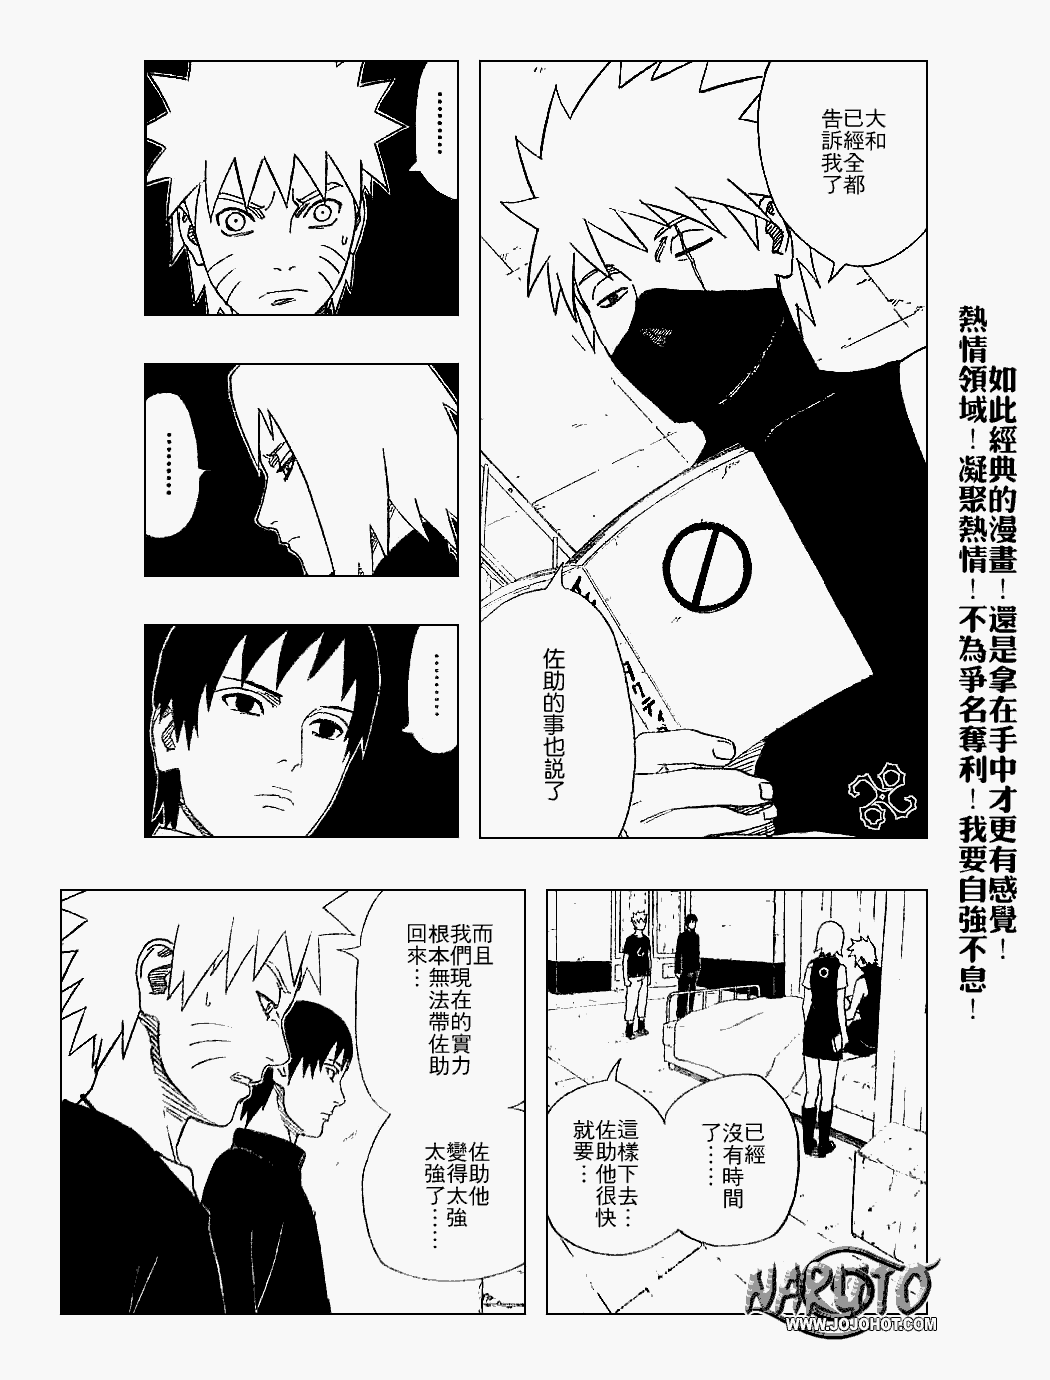 大和
已經全都
告訴我了
佐助的事也説了
………
………
………
已經
沒有時間
了……
這樣下去…
佐助他很快
就要…
而且
我們現在的實力
根本無法帶佐助
回來…
佐助他
變得太強
太強了……
如此經典的漫畫！還是拿在手中才更有感覺！
熱情領域！凝聚熱情！不為爭名奪利！我要自強不息！
NARUTO
WWW.JOJOHOT.COM